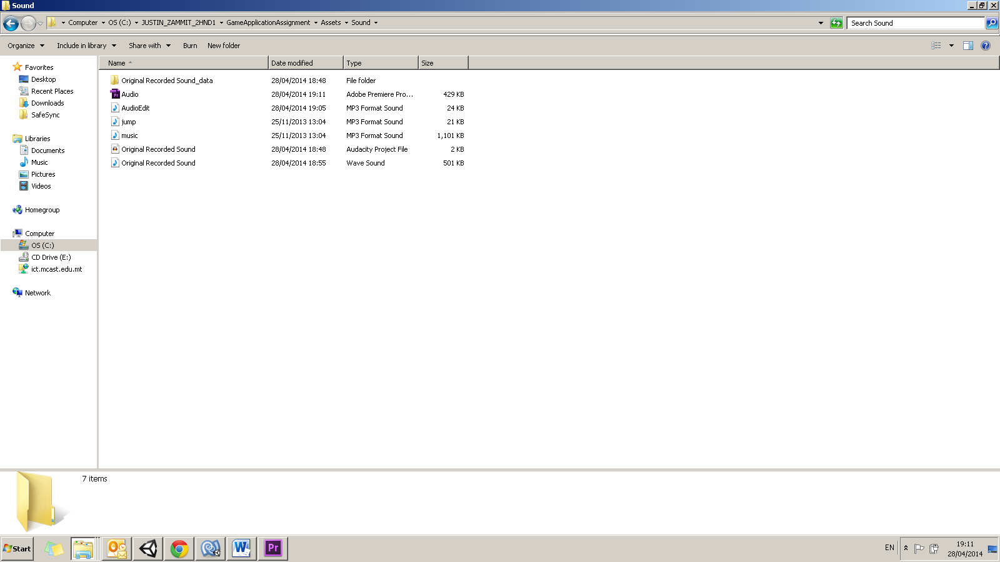 Sound
Computer OS (C:) JUSTIN_ZAMMIT_2HND1 GameApplicationAssignment Assets Sound
Search Sound
Organize Include in library Share with Burn New folder
Favorites
Desktop
Recent Places
Downloads
SafeSync
Libraries
Documents
Music
Pictures
Videos
Homegroup
Computer
OS (C:)
CD Drive (E:)
ict.mcast.edu.mt
Network
Name Date modified Type Size
Original Recorded Sound_data 28/04/2014 18:48 File folder
Audio 28/04/2014 19:11 Adobe Premiere Pro... 429 KB
AudioEdit 28/04/2014 19:05 MP3 Format Sound 24 KB
jump 25/11/2013 13:04 MP3 Format Sound 21 KB
music 25/11/2013 13:04 MP3 Format Sound 1,101 KB
Original Recorded Sound 28/04/2014 18:48 Audacity Project File 2 KB
Original Recorded Sound 28/04/2014 18:55 Wave Sound 501 KB
7 items
Start
Pr
EN
19:11
28/04/2014